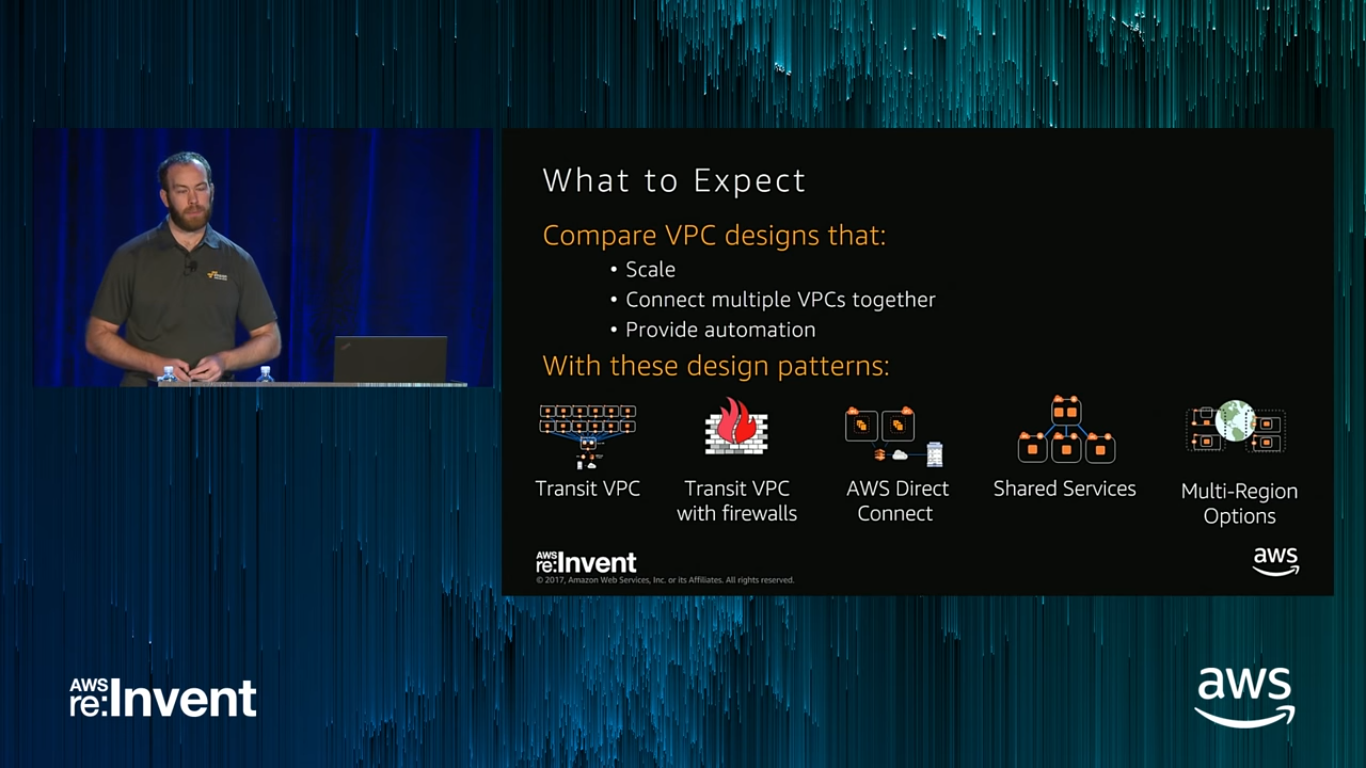 What to Expect
Compare VPC designs that:
• Scale
• Connect multiple VPCs together
• Provide automation
With these design patterns:
Transit VPC
Transit VPC
with firewalls
AWS Direct
Connect
Shared Services
Multi-Region
Options
AWS
re:Invent
© 2017, Amazon Web Services, Inc. or its Affiliates. All rights reserved.
aws
AWS
re:Invent
aws